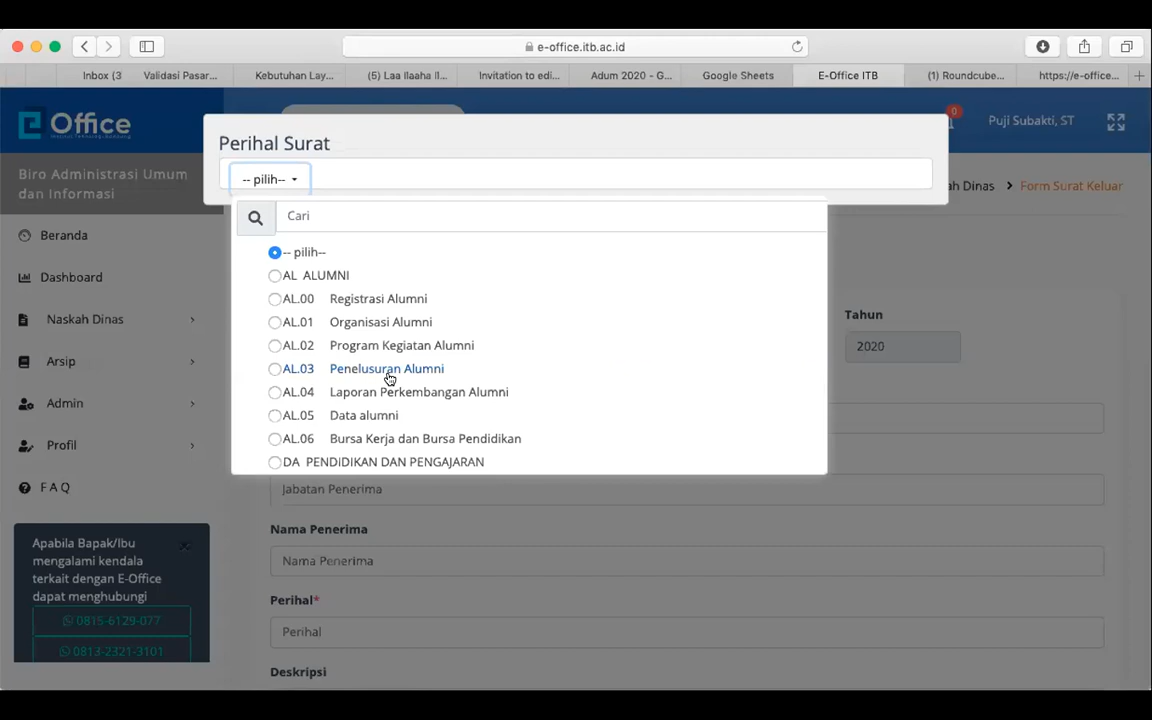 e-office.itb.ac.id
Inbox (3
Validasi Pasar...
Kebutuhan Lay...
(5) Laa ilaaha Il...
Invitation to edi...
Adum 2020 - G...
Google Sheets
E-Office ITB
(1) Roundcube...
https://e-office...
Office
0
Puji Subakti, ST
Perihal Surat
-- pilih--
Biro Administrasi Umum
dan Informasi
Dinas
Form Surat Keluar
Cari
-- pilih--
AL ALUMNI
AL.00 Registrasi Alumni
AL.01 Organisasi Alumni
AL.02 Program Kegiatan Alumni
AL.03 Penelusuran Alumni
AL.04 Laporan Perkembangan Alumni
AL.05 Data alumni
AL.06 Bursa Kerja dan Bursa Pendidikan
DA PENDIDIKAN DAN PENGAJARAN
Beranda
Dashboard
Naskah Dinas
Arsip
Admin
Profil
F A Q
Tahun
2020
Jabatan Penerima
Nama Penerima
Nama Penerima
Perihal*
Perihal
Deskripsi
Apabila Bapak/Ibu
mengalami kendala
terkait dengan E-Office
dapat menghubungi
0815-6129-077
0813-2321-3101